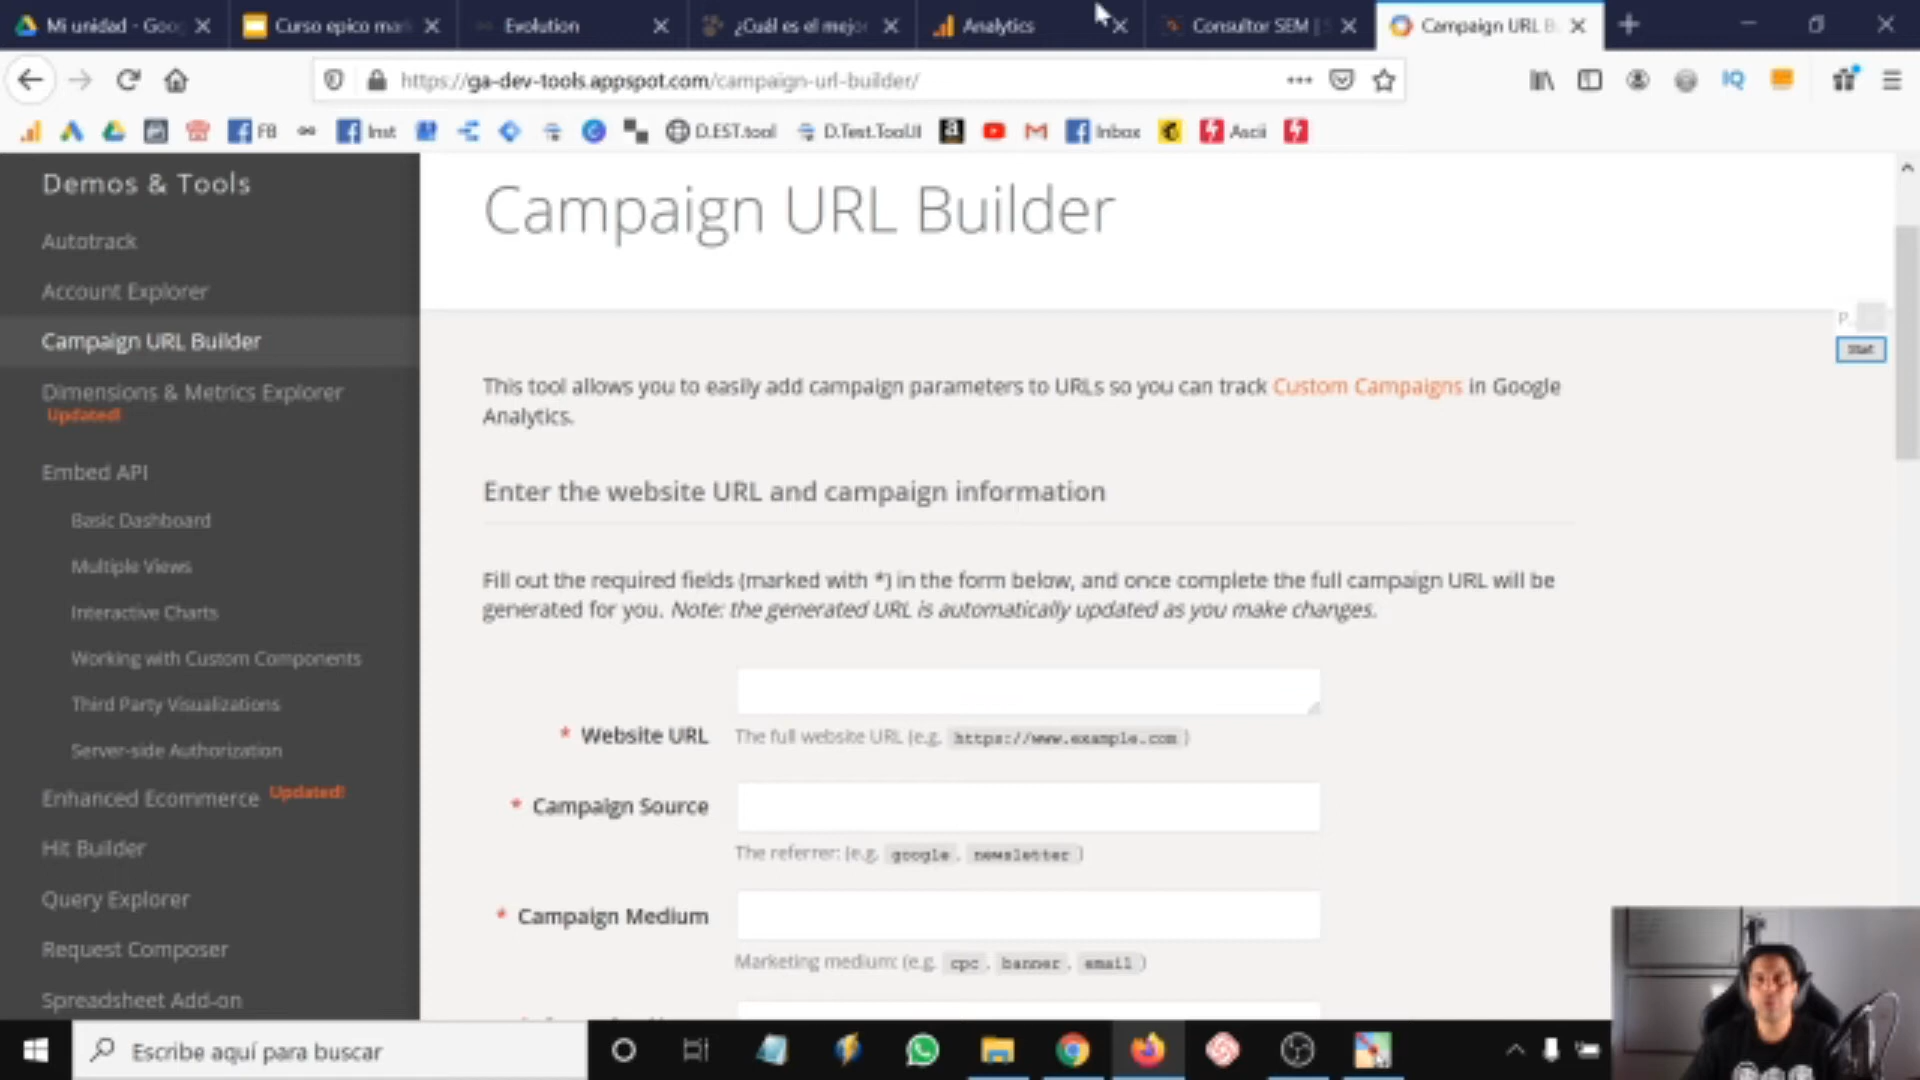 Mi unidad - Goo
Curso epico mar
Evolution
¿Cuál es el mejo
Analytics
Consultor SEM | S
Campaign URL B
https://ga-dev-tools.appspot.com/campaign-url-builder/
IQ
FB
Inst
D.EST.tool
D.Test.ToolUI
Inbox
Ascii
Demos & Tools
Autotrack
Account Explorer
Campaign URL Builder
Dimensions & Metrics Explorer
Updated!
Embed API
Basic Dashboard
Multiple Views
Interactive Charts
Working with Custom Components
Third Party Visualizations
Server-side Authorization
Enhanced Ecommerce Updated!
Hit Builder
Query Explorer
Request Composer
Spreadsheet Add-on
Campaign URL Builder
P..
This tool allows you to easily add campaign parameters to URLs so you can track Custom Campaigns in Google
Analytics.
Enter the website URL and campaign information
Fill out the required fields (marked with *) in the form below, and once complete the full campaign URL will be
generated for you. Note: the generated URL is automatically updated as you make changes.
* Website URL
The full website URL (e.g. https://www.example.com )
* Campaign Source
The referrer: (e.g. google , newsletter )
* Campaign Medium
Marketing medium: (e.g. cpc , banner , email )
Escribe aquí para buscar